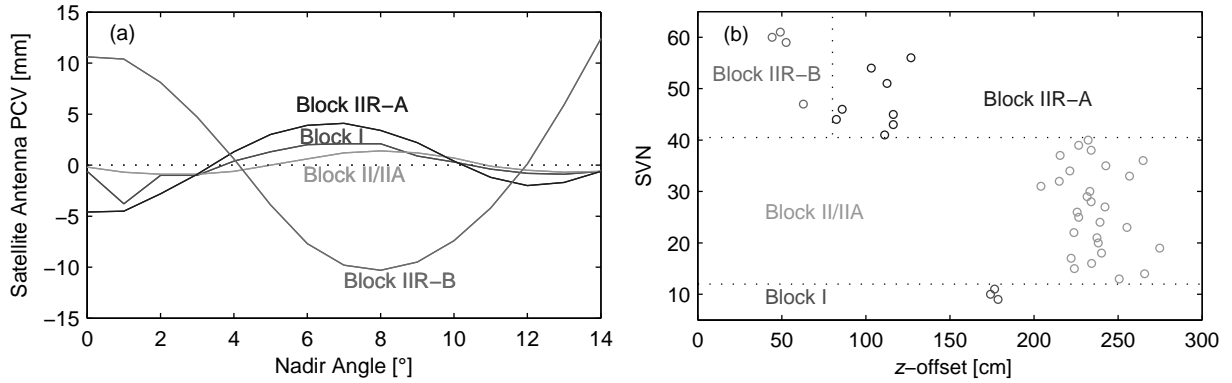 (a)
Satellite Antenna PCV [mm]
15
10
5
0
−5
−10
−15
Block IIR−A
Block I
Block II/IIA
Block IIR−B
0 2 4 6 8 10 12 14
Nadir Angle [°]
(b)
SVN
60
50
40
30
20
10
Block IIR−B
Block IIR−A
Block II/IIA
Block I
0 50 100 150 200 250 300
z−offset [cm]